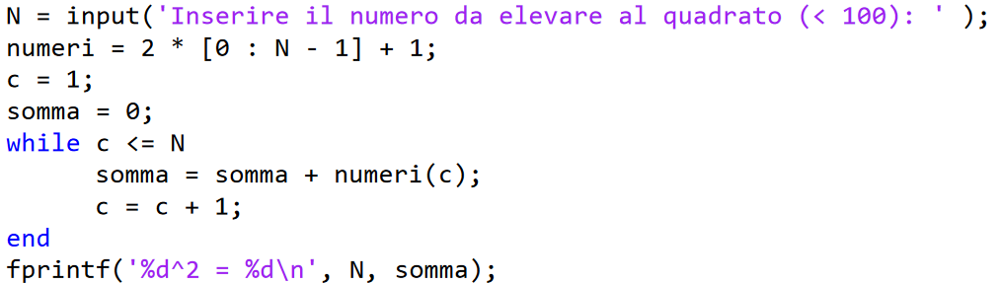 N = input('Inserire il numero da elevare al quadrato (< 100): ' );
numeri = 2 * [0 : N - 1] + 1;
c = 1;
somma = 0;
while c <= N
      somma = somma + numeri(c);
      c = c + 1;
end
fprintf('%d^2 = %d\n', N, somma);